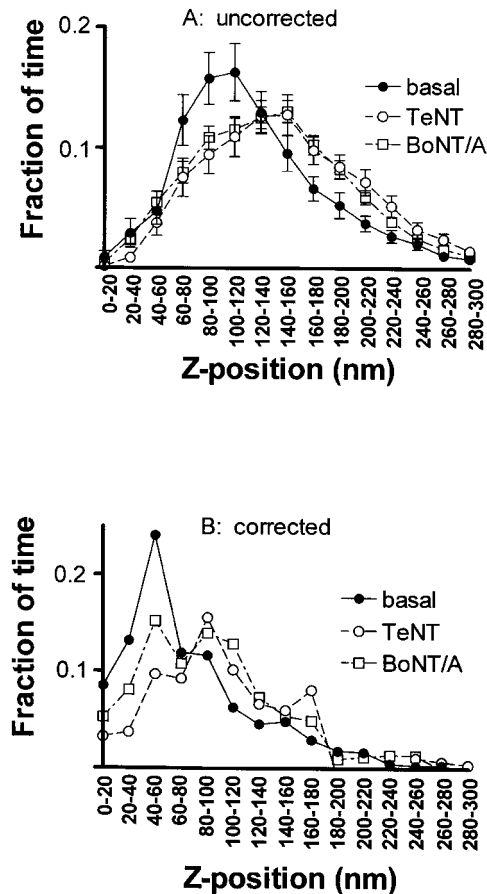 A: uncorrected
0.2
0.1
Fraction of time
basal
TeNT
BoNT/A
0-20
20-40
40-60
60-80
80-100
100-120
120-140
140-160
160-180
180-200
200-220
220-240
240-260
260-280
280-300
Z-position (nm)
B: corrected
0.2
0.1
Fraction of time
basal
TeNT
BoNT/A
0-20
20-40
40-60
60-80
80-100
100-120
120-140
140-160
160-180
180-200
200-220
220-240
240-260
260-280
280-300
Z-position (nm)